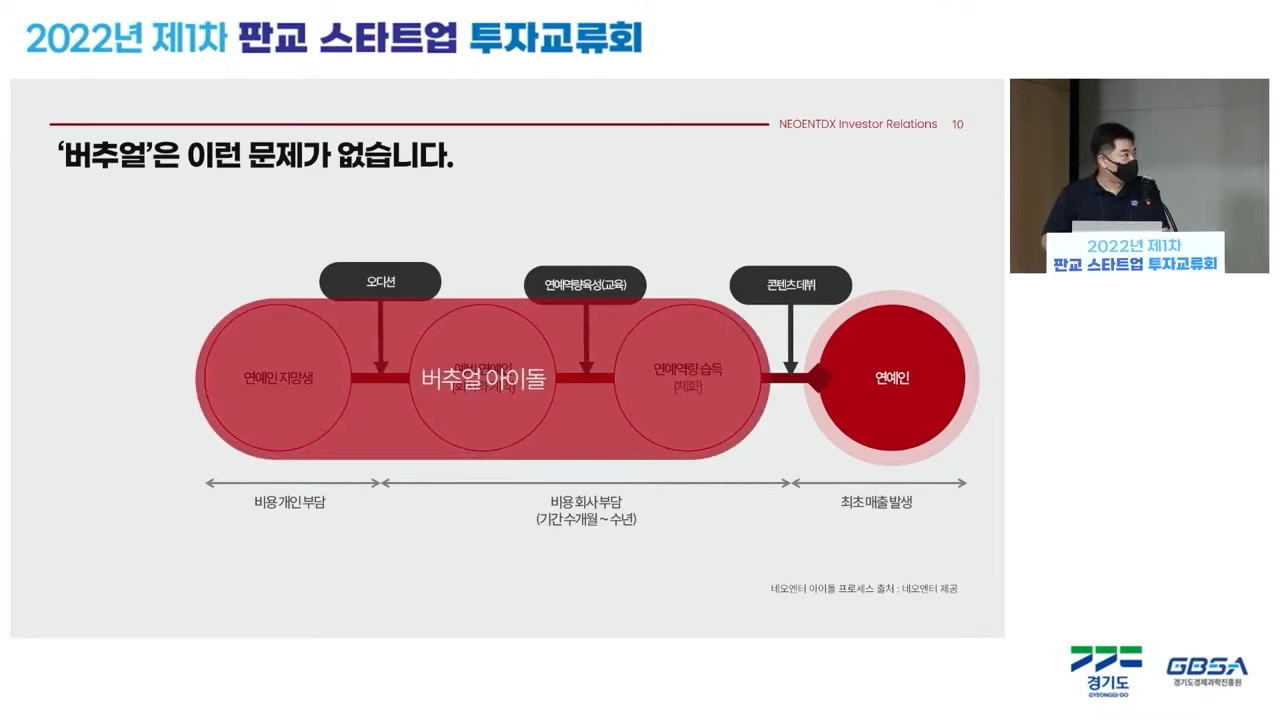 2022년 제1차 판교 스타트업 투자교류회
NEOENTDX Investor Relations 10
‘버추얼’은 이런 문제가 없습니다.
오디션
연예역량육성(교육)
콘텐츠 데뷔
연예인 지망생
버추얼 아이돌
연예역량 습득
(체화)
연예인
비용 개인 부담
비용 회사 부담
(기간 수개월 ~ 수년)
최초 매출 발생
네오엔터 아이돌 프로세스 출처 : 네오엔터 제공
2022년 제1차
판교 스타트업 투자교류회
경기도
GYEONGGI-DO
GBSA
경기도경제과학진흥원